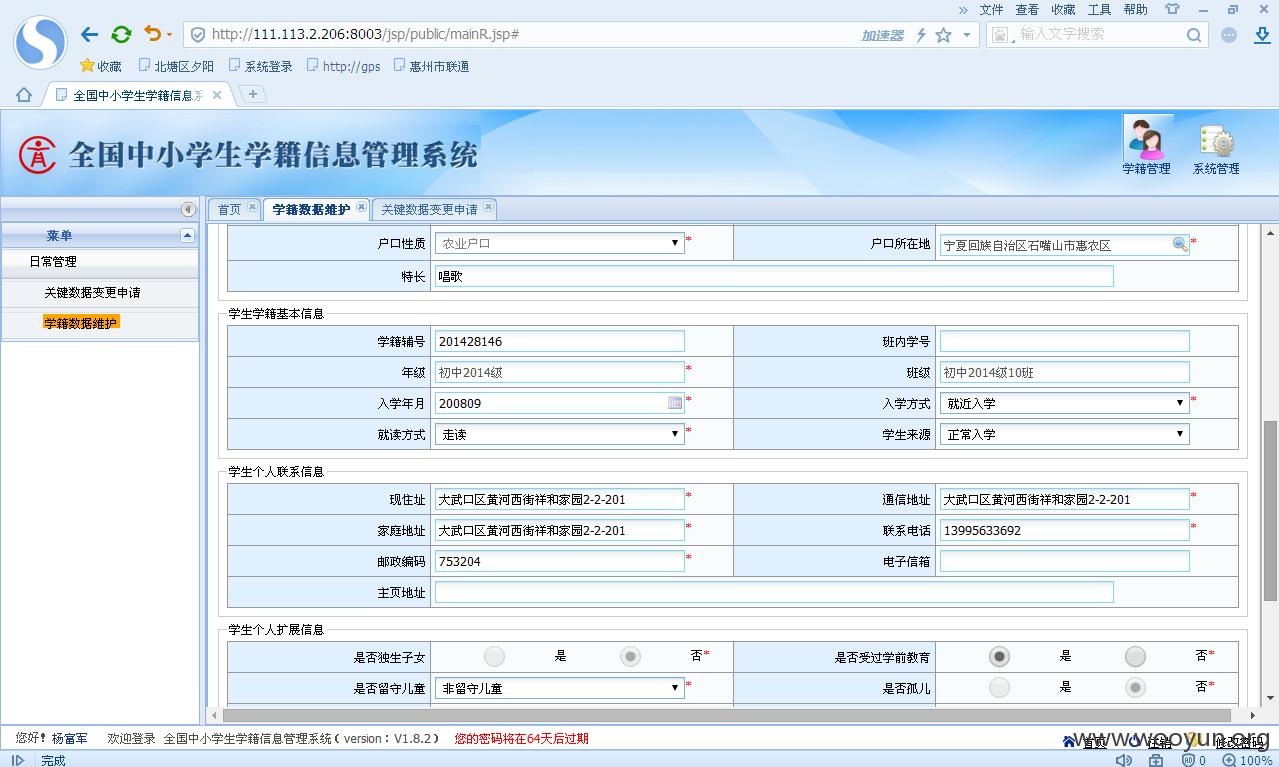 » 文件 查看 收藏 工具 帮助
http://111.113.2.206:8003/jsp/public/mainR.jsp# 加速器 输入文字搜索
收藏 北塘区夕阳 系统登录 http://gps 惠州市联通
全国中小学生学籍信息系
全国中小学生学籍信息管理系统
学籍管理 系统管理
首页 学籍数据维护 关键数据变更申请
菜单
日常管理
关键数据变更申请
学籍数据维护
户口性质 农业户口 * 户口所在地 宁夏回族自治区石嘴山市惠农区 *
特长 唱歌
学生学籍基本信息
学籍辅号 201428146 班内学号
年级 初中2014级 * 班级 初中2014级10班
入学年月 200809 * 入学方式 就近入学 *
就读方式 走读 * 学生来源 正常入学
学生个人联系信息
现住址 大武口区黄河西街祥和家园2-2-201 * 通信地址 大武口区黄河西街祥和家园2-2-201 *
家庭地址 大武口区黄河西街祥和家园2-2-201 * 联系电话 13995633692 *
邮政编码 753204 * 电子信箱
主页地址
学生个人扩展信息
是否独生子女 是 否* 是否受过学前教育 是 否*
是否留守儿童 非留守儿童 * 是否孤儿 是 否*
您好! 杨富军 欢迎登录 全国中小学生学籍信息管理系统 ( version : V1.8.2 ) 您的密码将在64天后过期
www.wooyun.org
完成 0 100%